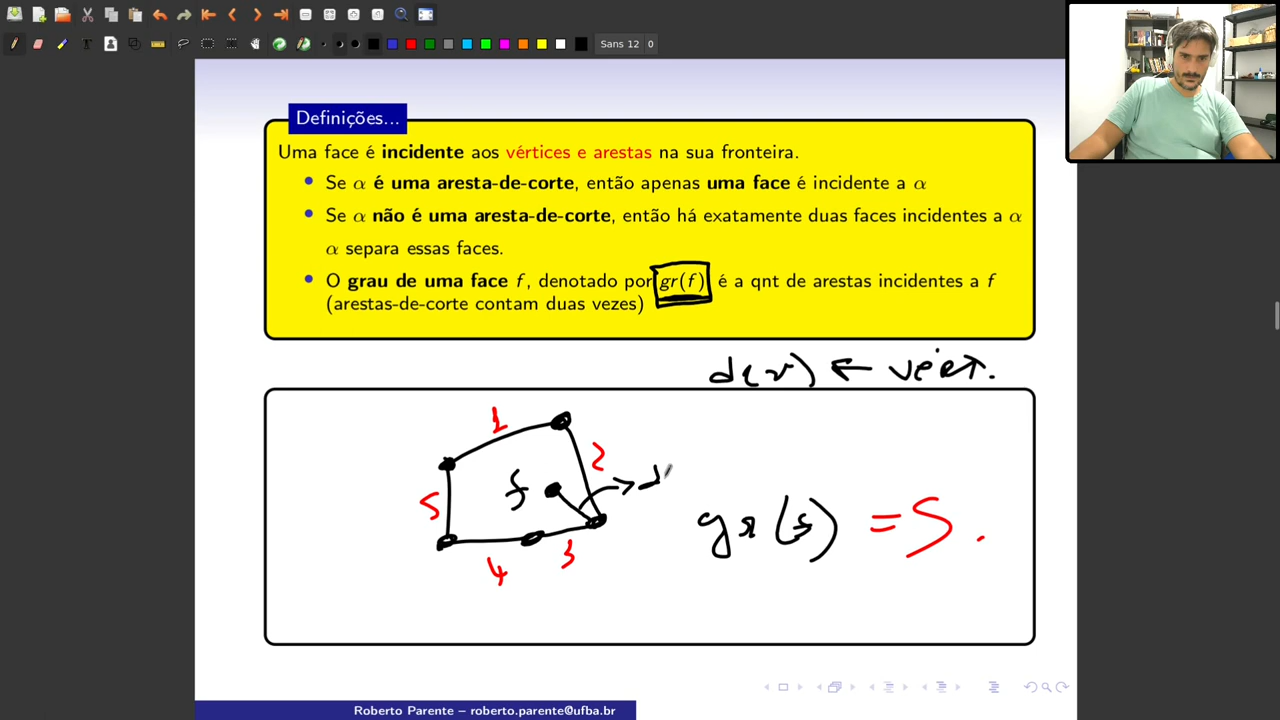 Sans 12 0
Definições...
Uma face é incidente aos vértices e arestas na sua fronteira.
• Se α é uma aresta-de-corte, então apenas uma face é incidente a α
• Se α não é uma aresta-de-corte, então há exatamente duas faces incidentes a α
α separa essas faces.
• O grau de uma face f, denotado por gr(f) é a qnt de arestas incidentes a f
(arestas-de-corte contam duas vezes)
d(v) ← vért.
1
2
f
5
3
4
gr(f) = 5.
Roberto Parente – roberto.parente@ufba.br